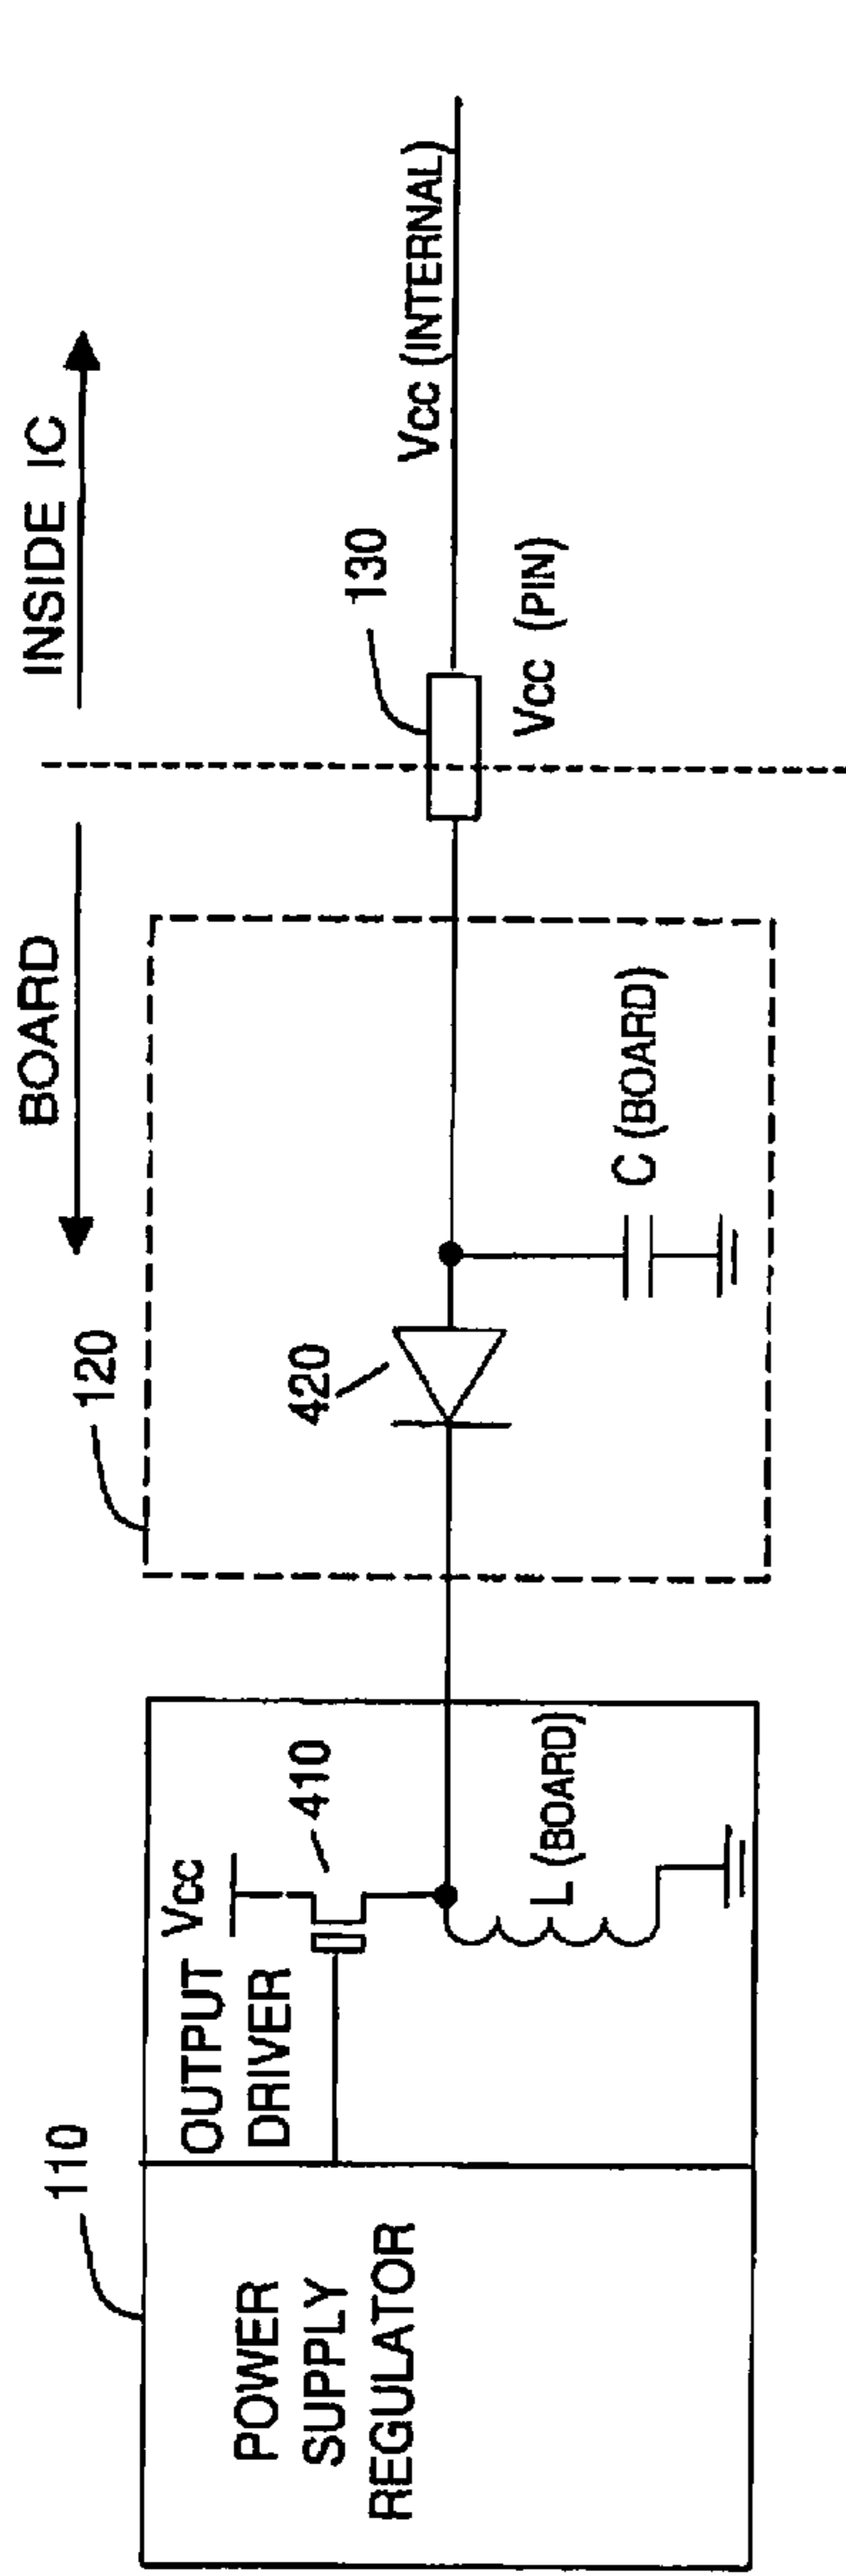 BOARD
INSIDE IC
110
POWER
SUPPLY
REGULATOR
OUTPUT
DRIVER
Vcc
410
L (BOARD)
120
420
C (BOARD)
130
Vcc (PIN)
Vcc (INTERNAL)